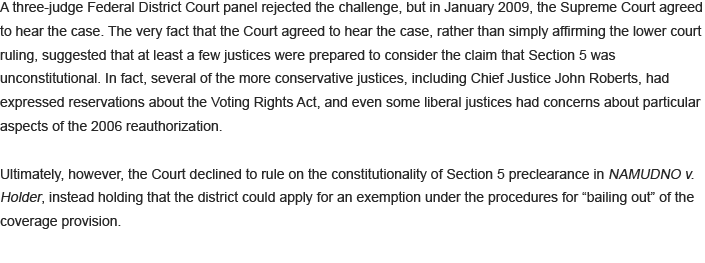 A three-judge Federal District Court panel rejected the challenge, but in January 2009, the Supreme Court agreed
to hear the case. The very fact that the Court agreed to hear the case, rather than simply affirming the lower court
ruling, suggested that at least a few justices were prepared to consider the claim that Section 5 was
unconstitutional. In fact, several of the more conservative justices, including Chief Justice John Roberts, had
expressed reservations about the Voting Rights Act, and even some liberal justices had concerns about particular
aspects of the 2006 reauthorization.
Ultimately, however, the Court declined to rule on the constitutionality of Section 5 preclearance in NAMUDNO v.
Holder, instead holding that the district could apply for an exemption under the procedures for “bailing out” of the
coverage provision.